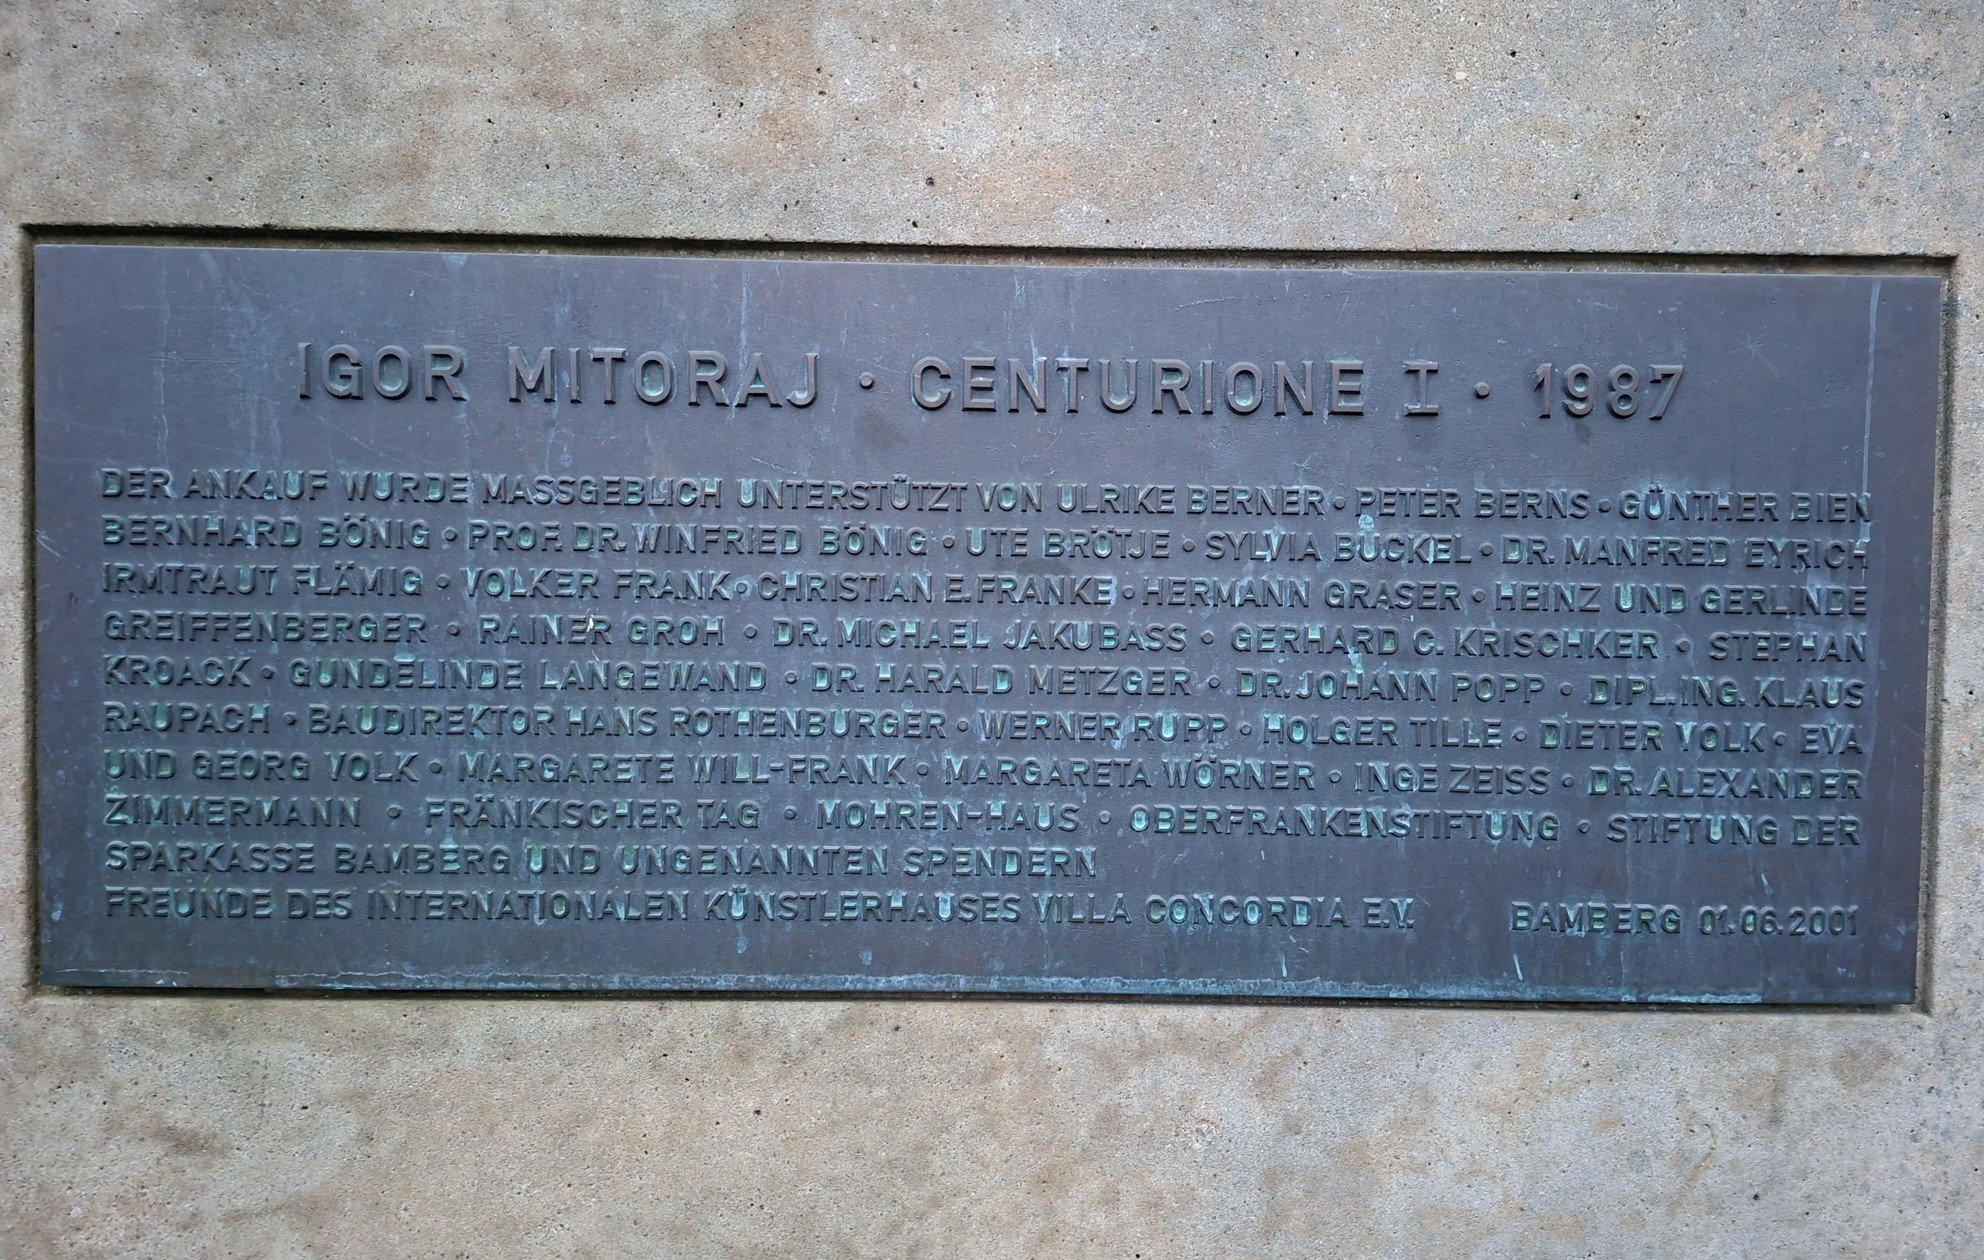 IGOR MITORAJ · CENTURIONE I · 1987
DER ANKAUF WURDE MASSGEBLICH UNTERSTÜTZT VON ULRIKE BERNER · PETER BERNS · GÜNTHER BIEN
BERNHARD BÖNIG · PROF. DR. WINFRIED BÖNIG · UTE BRÖTJE · SYLVIA BUCKEL · DR. MANFRED EYRICH
IRMTRAUT FLÄMIG · VOLKER FRANK · CHRISTIAN E. FRANKE · HERMANN GRASER · HEINZ UND GERLINDE
GREIFFENBERGER · RAINER GROH · DR. MICHAEL JAKUBASS · GERHARD C. KRISCHKER · STEPHAN
KROACK · GUNDELINDE LANGEWAND · DR. HARALD METZGER · DR. JOHANN POPP · DIPL. ING. KLAUS
RAUPACH · BAUDIREKTOR HANS ROTHENBURGER · WERNER RUPP · HOLGER TILLE · DIETER VOLK · EVA
UND GEORG VOLK · MARGARETE WILL-FRANK · MARGARETA WÖRNER · INGE ZEISS · DR. ALEXANDER
ZIMMERMANN · FRÄNKISCHER TAG · MOHREN-HAUS · OBERFRANKENSTIFTUNG · STIFTUNG DER
SPARKASSE BAMBERG UND UNGENANNTEN SPENDERN
FREUNDE DES INTERNATIONALEN KÜNSTLERHAUSES VILLA CONCORDIA E.V. BAMBERG 01.06.2001